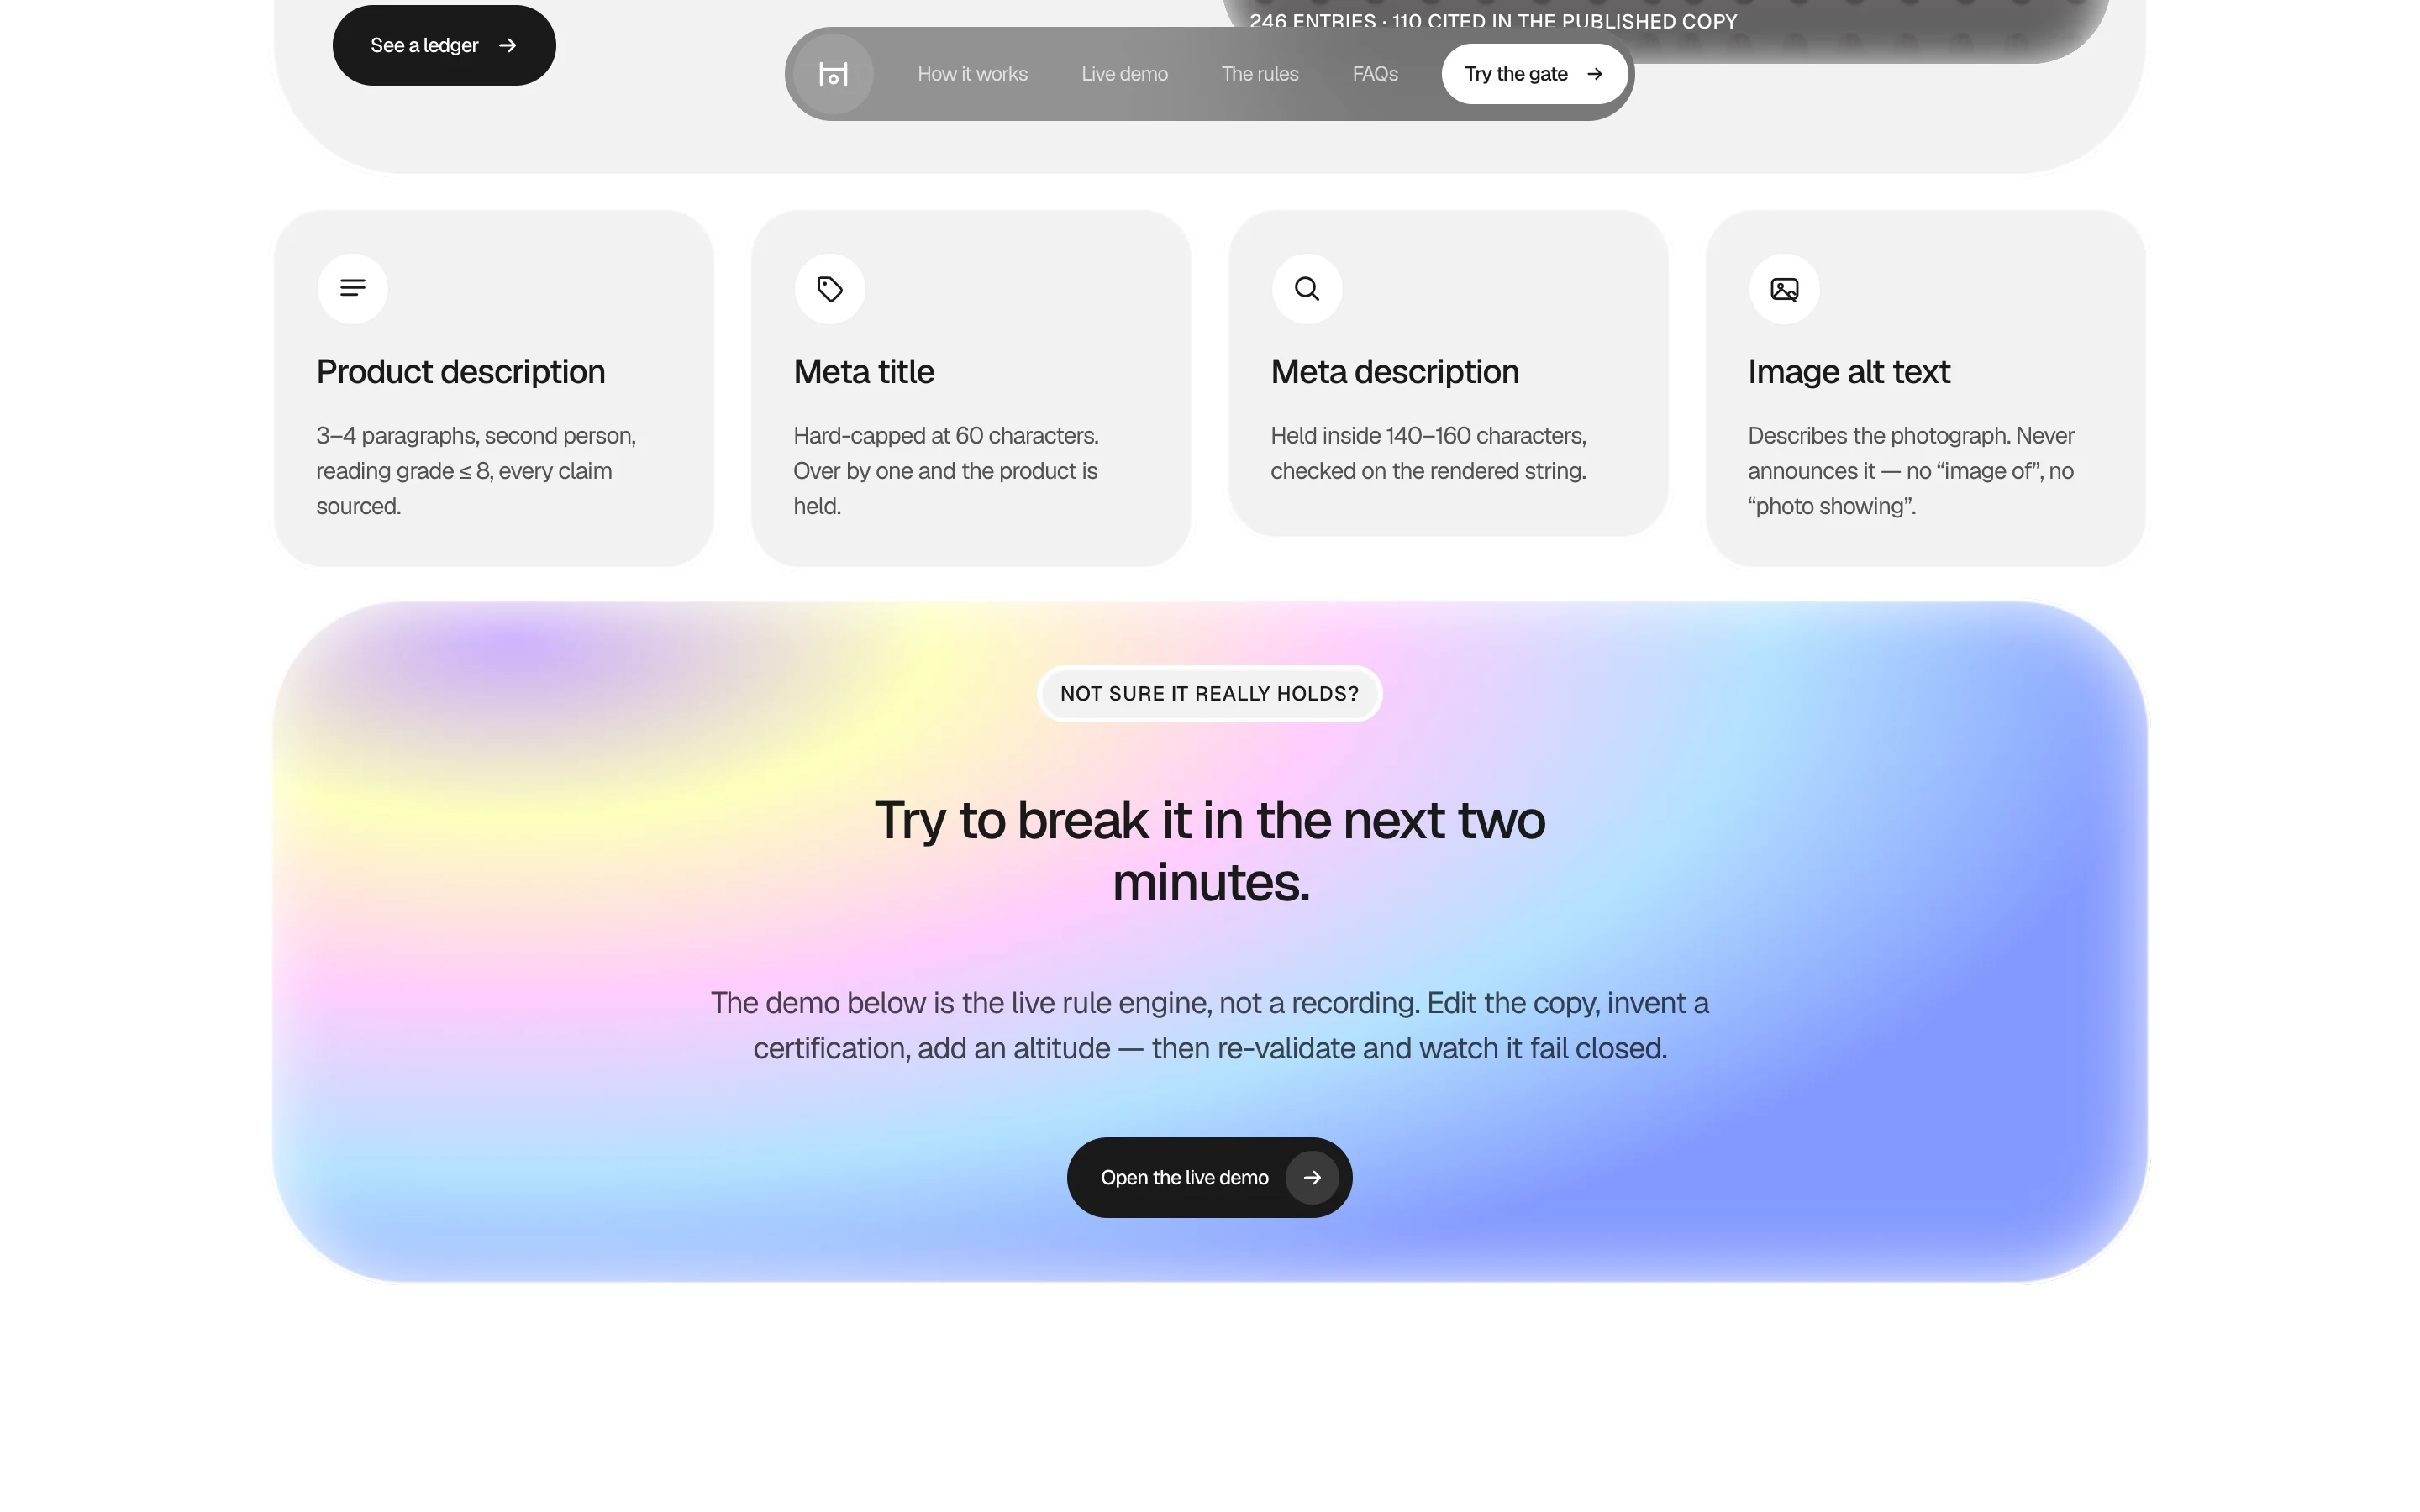 246 ENTRIES · 110 CITED IN THE PUBLISHED COPY
See a ledger
How it works
Live demo
The rules
FAQs
Try the gate
Product description
3–4 paragraphs, second person,
reading grade ≤ 8, every claim
sourced.
Meta title
Hard-capped at 60 characters.
Over by one and the product is
held.
Meta description
Held inside 140–160 characters,
checked on the rendered string.
Image alt text
Describes the photograph. Never
announces it — no “image of”, no
“photo showing”.
NOT SURE IT REALLY HOLDS?
Try to break it in the next two
minutes.
The demo below is the live rule engine, not a recording. Edit the copy, invent a
certification, add an altitude — then re-validate and watch it fail closed.
Open the live demo